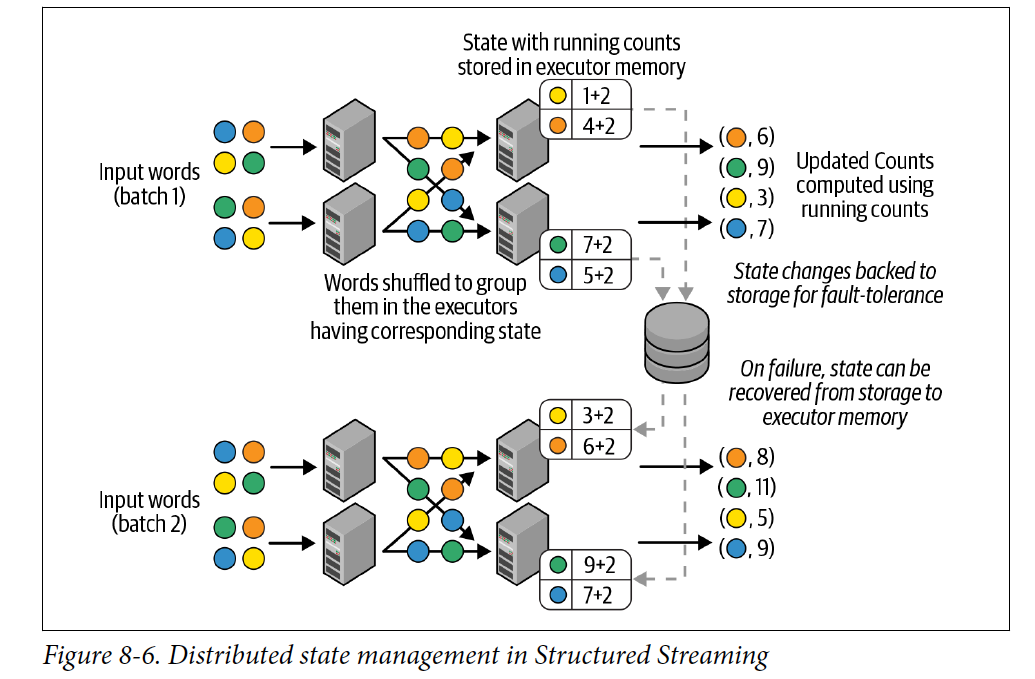 State with running counts
stored in executor memory
1+2
4+2
Input words
(batch 1)
( , 6)
( , 9)
( , 3)
( , 7)
Updated Counts
computed using
running counts
7+2
5+2
Words shuffled to group
them in the executors
having corresponding state
State changes backed to
storage for fault-tolerance
On failure, state can be
recovered from storage to
executor memory
3+2
6+2
Input words
(batch 2)
( , 8)
( , 11)
( , 5)
( , 9)
9+2
7+2
Figure 8-6. Distributed state management in Structured Streaming